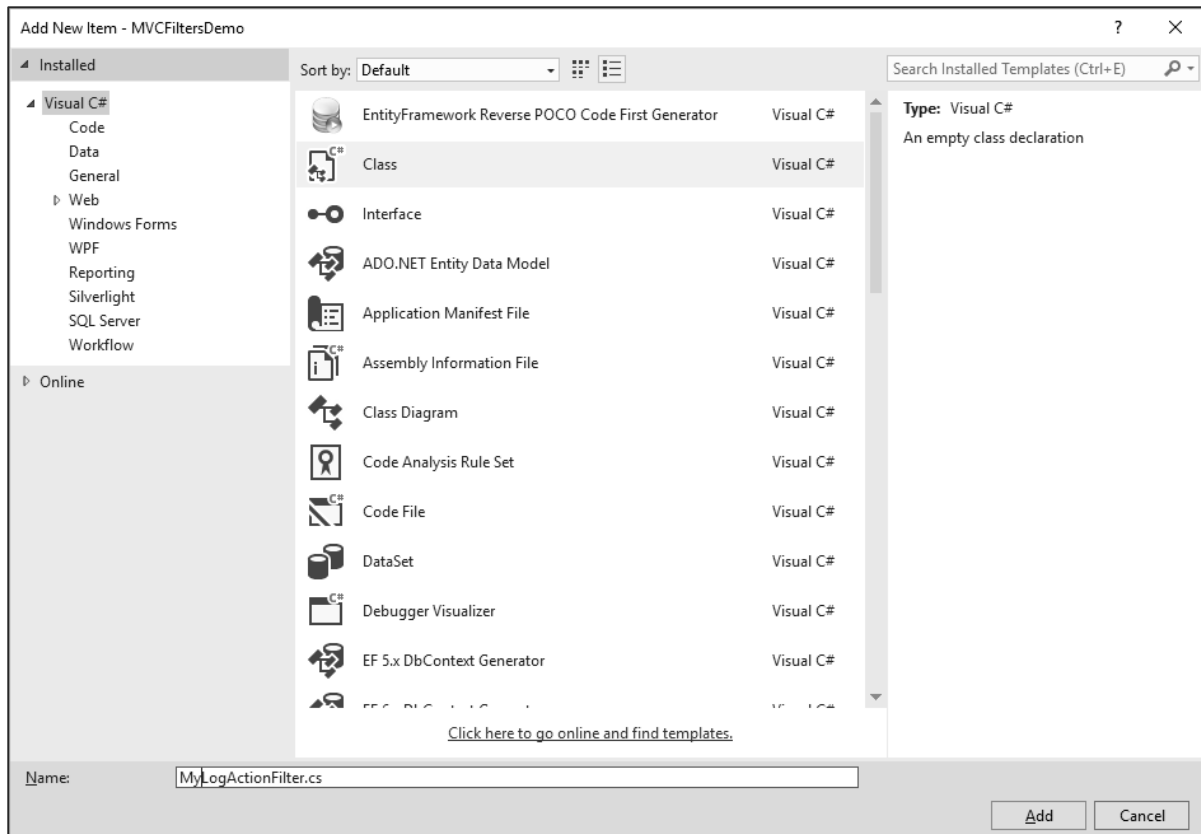 Add New Item - MVCFiltersDemo
?
Installed
Sort by: Default
Search Installed Templates (Ctrl+E)
Visual C#
Code
Data
General
Web
Windows Forms
WPF
Reporting
Silverlight
SQL Server
Workflow
Online
EntityFramework Reverse POCO Code First Generator Visual C#
C# Class Visual C#
Interface Visual C#
ADO.NET Entity Data Model Visual C#
Application Manifest File Visual C#
C# Assembly Information File Visual C#
Class Diagram Visual C#
Code Analysis Rule Set Visual C#
C# Code File Visual C#
DataSet Visual C#
C# Debugger Visualizer Visual C#
EF 5.x DbContext Generator Visual C#
Click here to go online and find templates.
Type: Visual C#
An empty class declaration
Name: MyLogActionFilter.cs
Add
Cancel